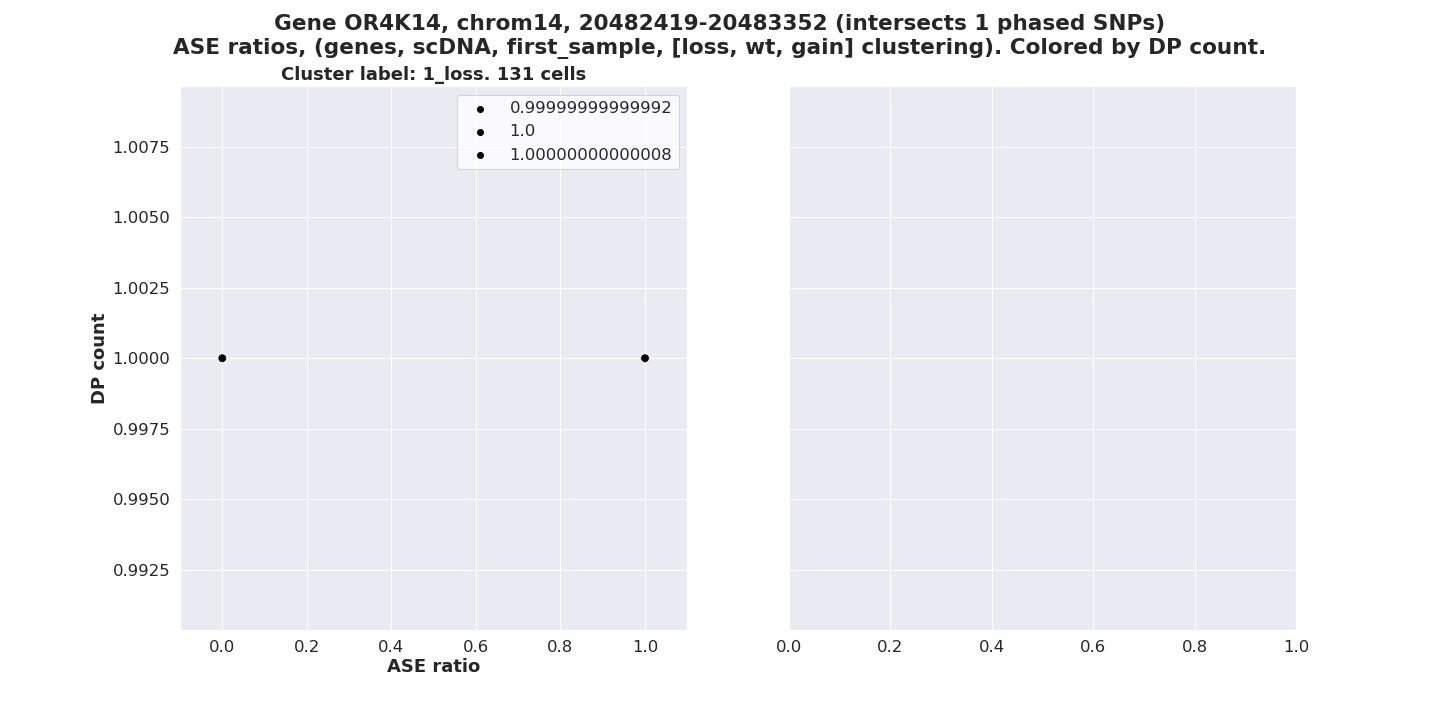 Gene OR4K14, chrom14, 20482419-20483352 (intersects 1 phased SNPs)
ASE ratios, (genes, scDNA, first_sample, [loss, wt, gain] clustering). Colored by DP count.
Cluster label: 1_loss. 131 cells
0.99999999999992
1.0
1.00000000000008
1.0075
1.0050
1.0025
1.0000
0.9975
0.9950
0.9925
DP count
0.0 0.2 0.4 0.6 0.8 1.0
ASE ratio
0.0 0.2 0.4 0.6 0.8 1.0